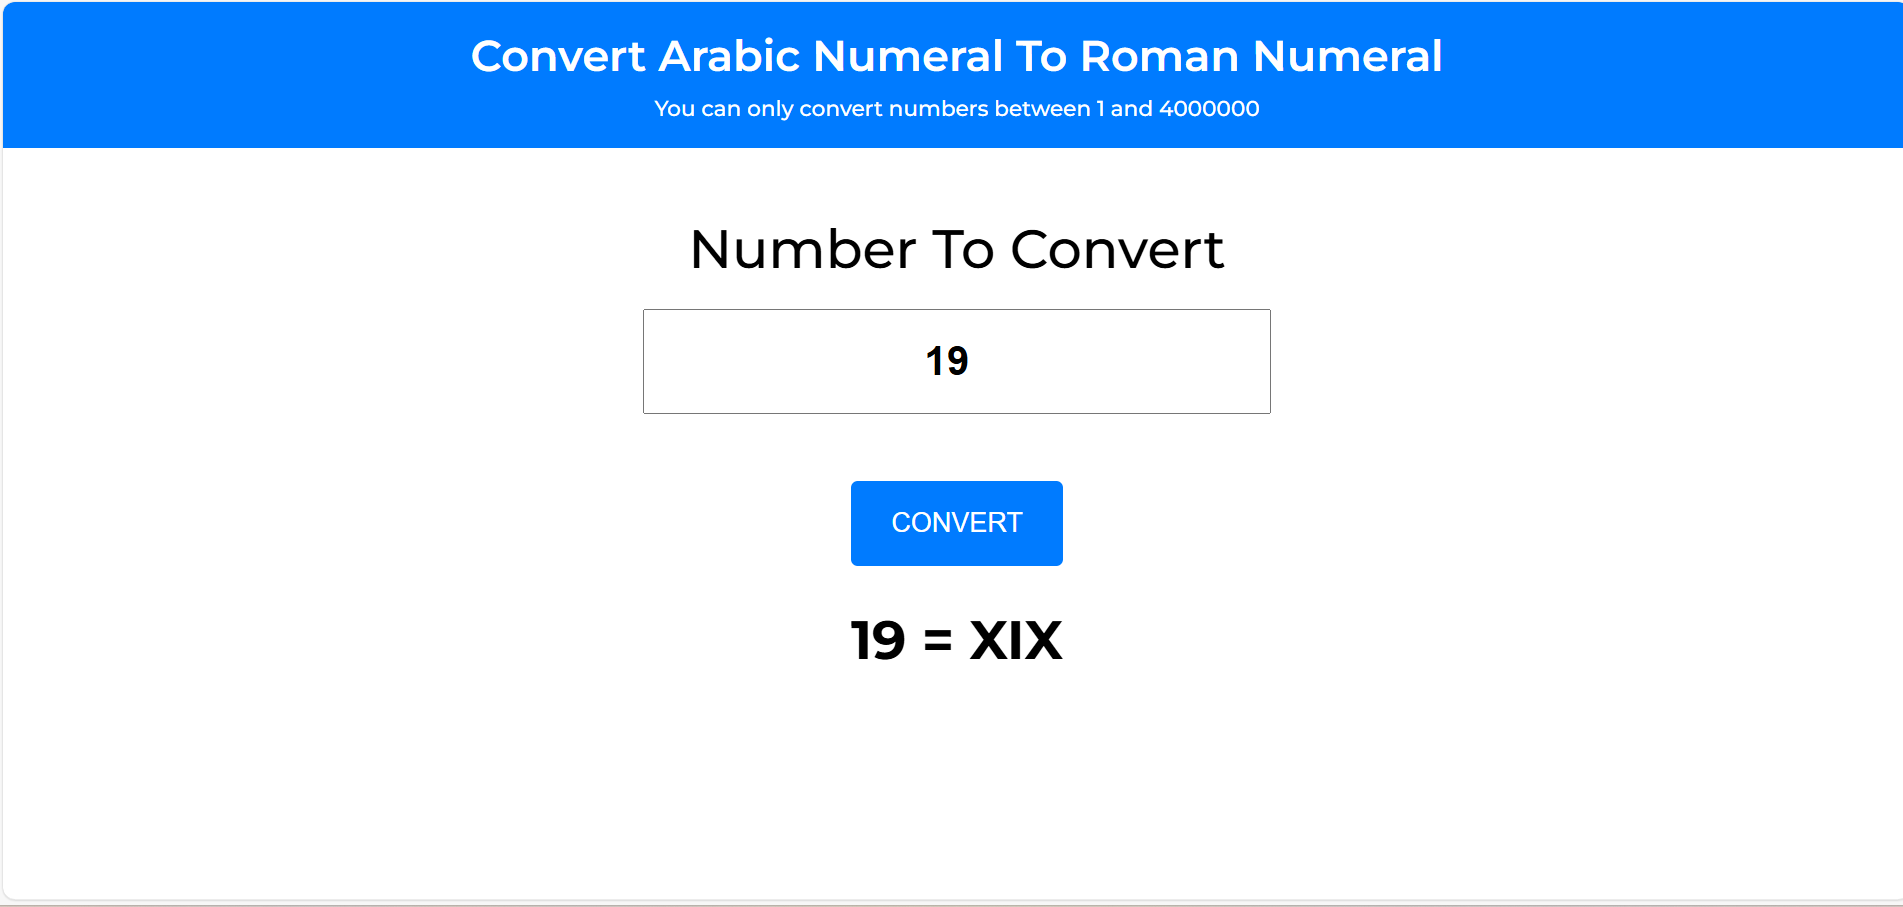 Convert Arabic Numeral To Roman Numeral
You can only convert numbers between 1 and 4000000
Number To Convert
19
CONVERT
19 = XIX